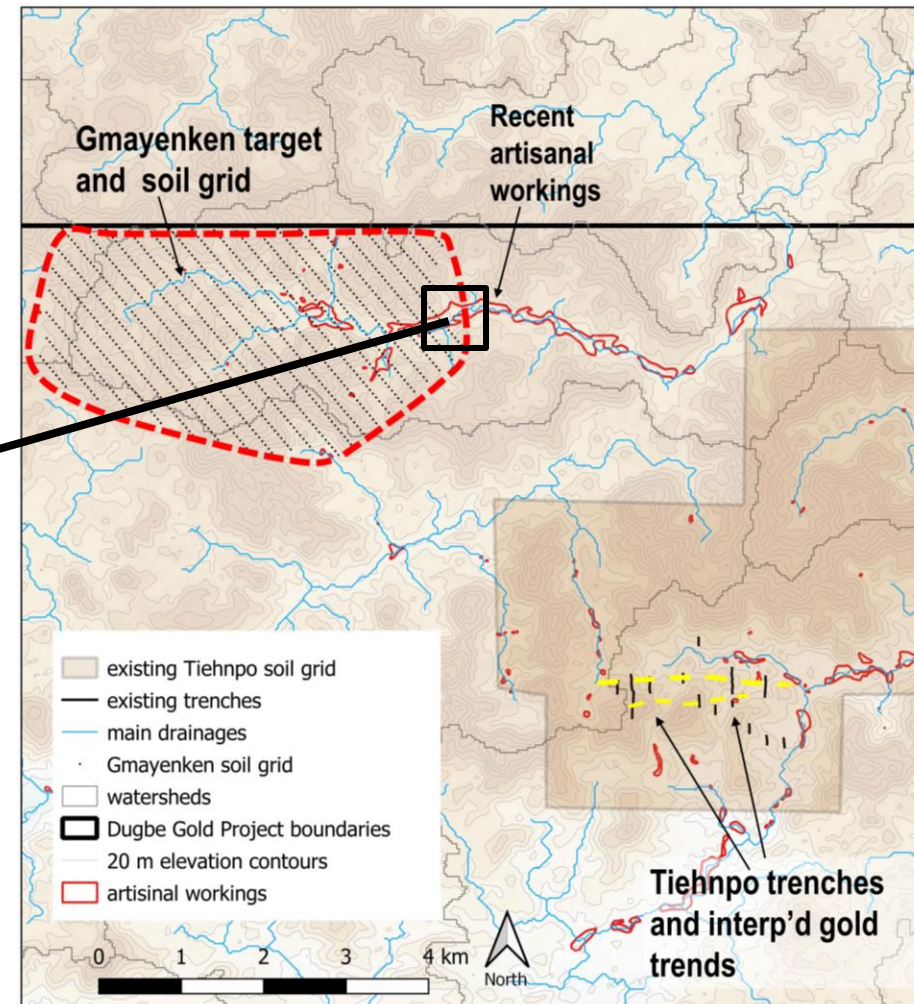 Gmayenken target
and soil grid
Recent
artisanal
workings
existing Tiehnpo soil grid
existing trenches
main drainages
Gmayenken soil grid
watersheds
Dugbe Gold Project boundaries
20 m elevation contours
artisinal workings
0 1 2 3 4 km
North
Tiehnpo trenches
and interp'd gold
trends